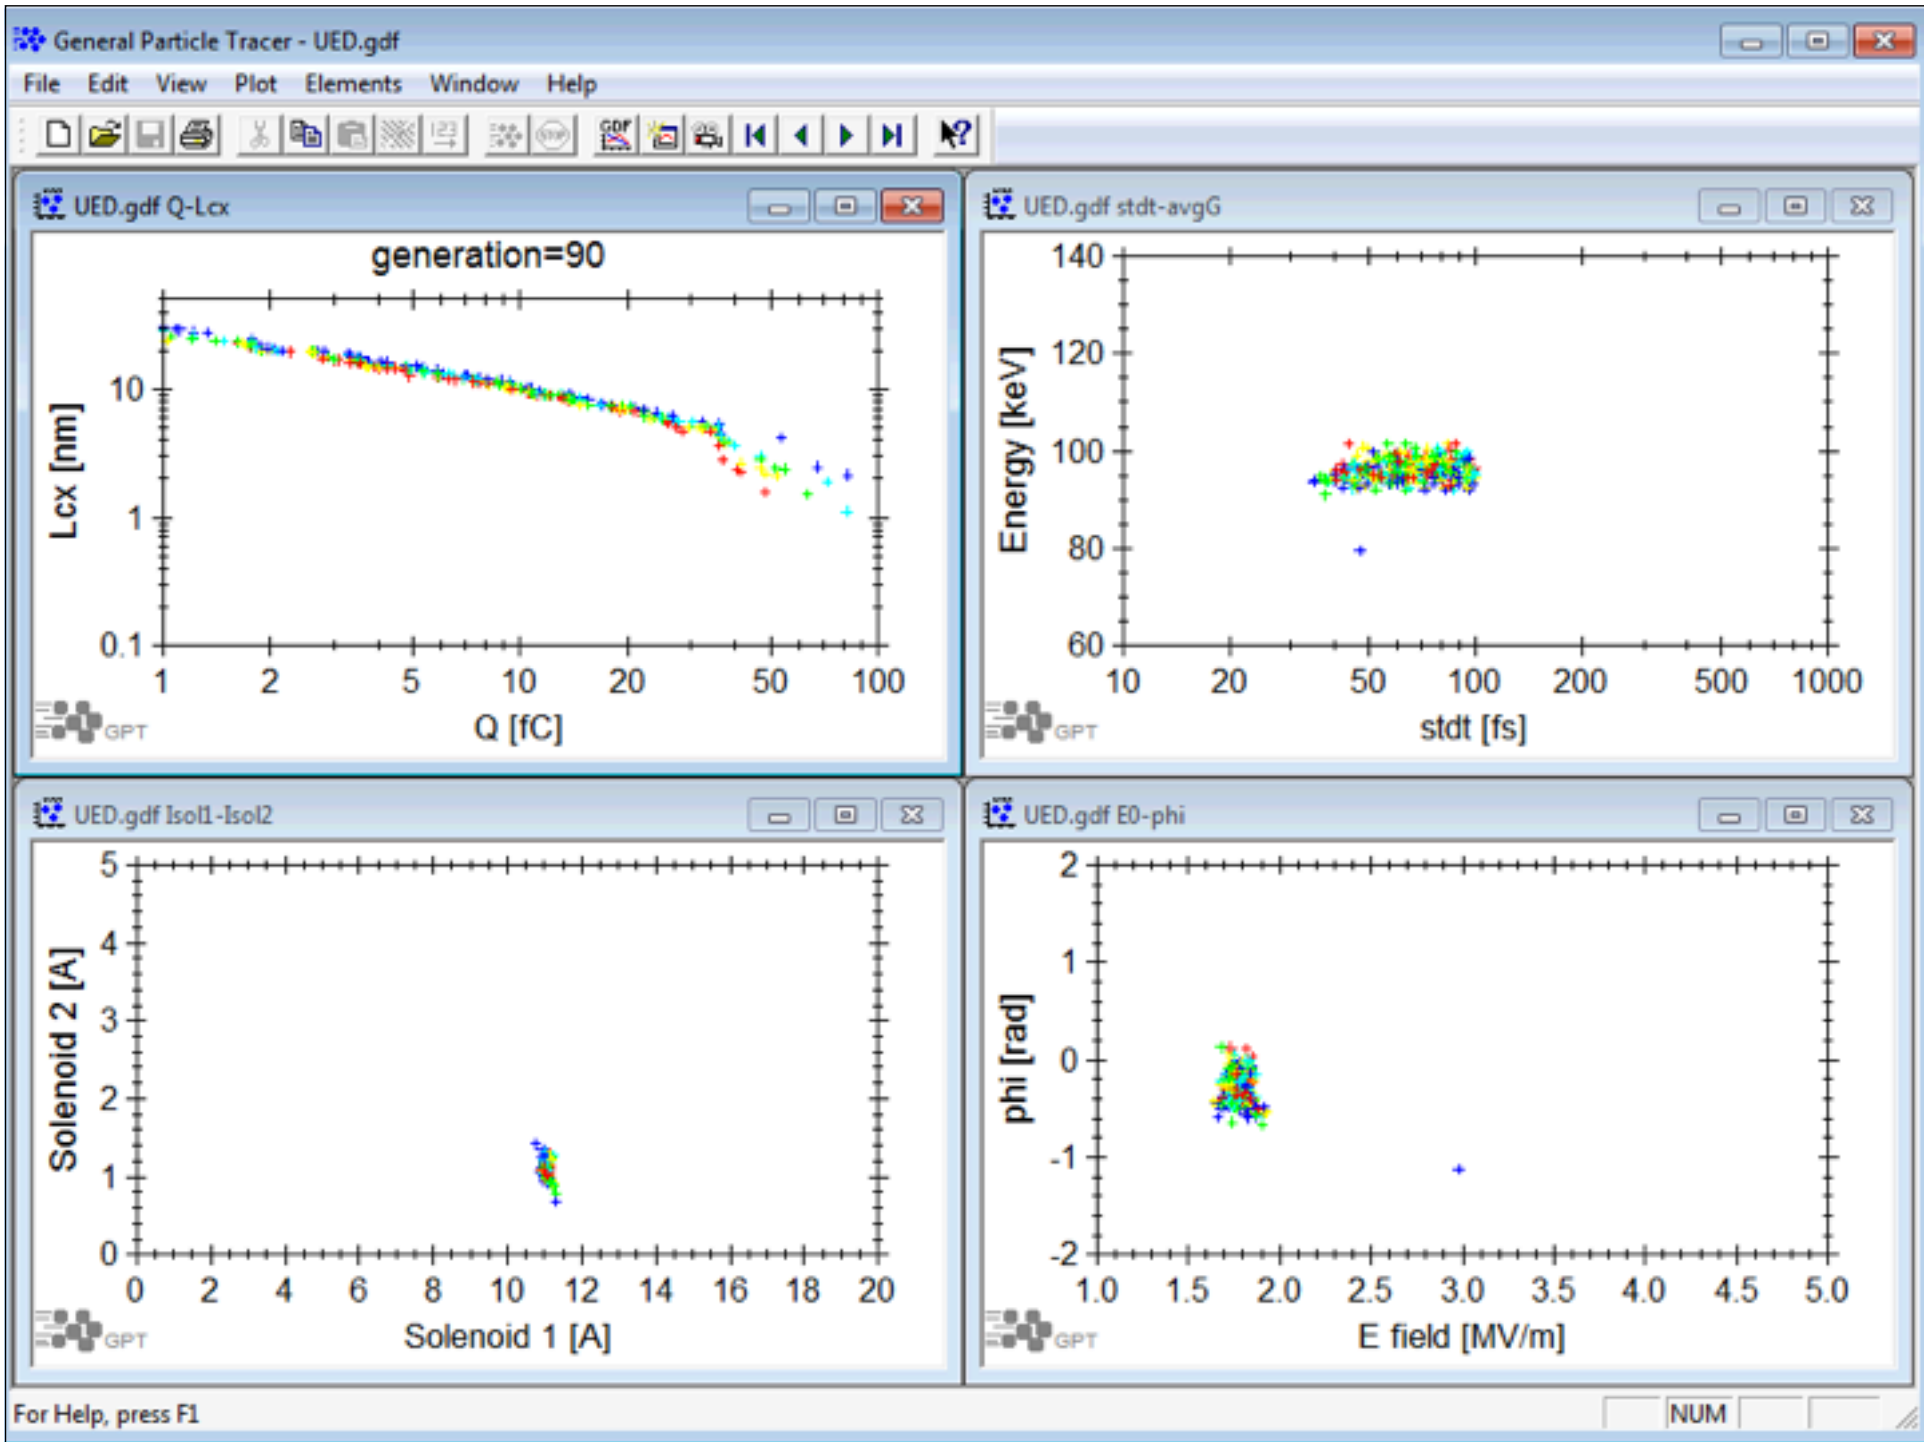 General Particle Tracer - UED.gdf
File Edit View Plot Elements Window Help
123 STOP GDF
UED.gdf Q-Lcx
generation=90
Lcx [nm]
10
1
0.1
1 2 5 10 20 50 100
Q [fC]
GPT
UED.gdf stdt-avgG
Energy [keV]
140
120
100
80
60
10 20 50 100 200 500 1000
stdt [fs]
GPT
UED.gdf Isol1-Isol2
Solenoid 2 [A]
5
4
3
2
1
0
0 2 4 6 8 10 12 14 16 18 20
Solenoid 1 [A]
GPT
UED.gdf E0-phi
phi [rad]
2
1
0
-1
-2
1.0 1.5 2.0 2.5 3.0 3.5 4.0 4.5 5.0
E field [MV/m]
GPT
For Help, press F1
NUM